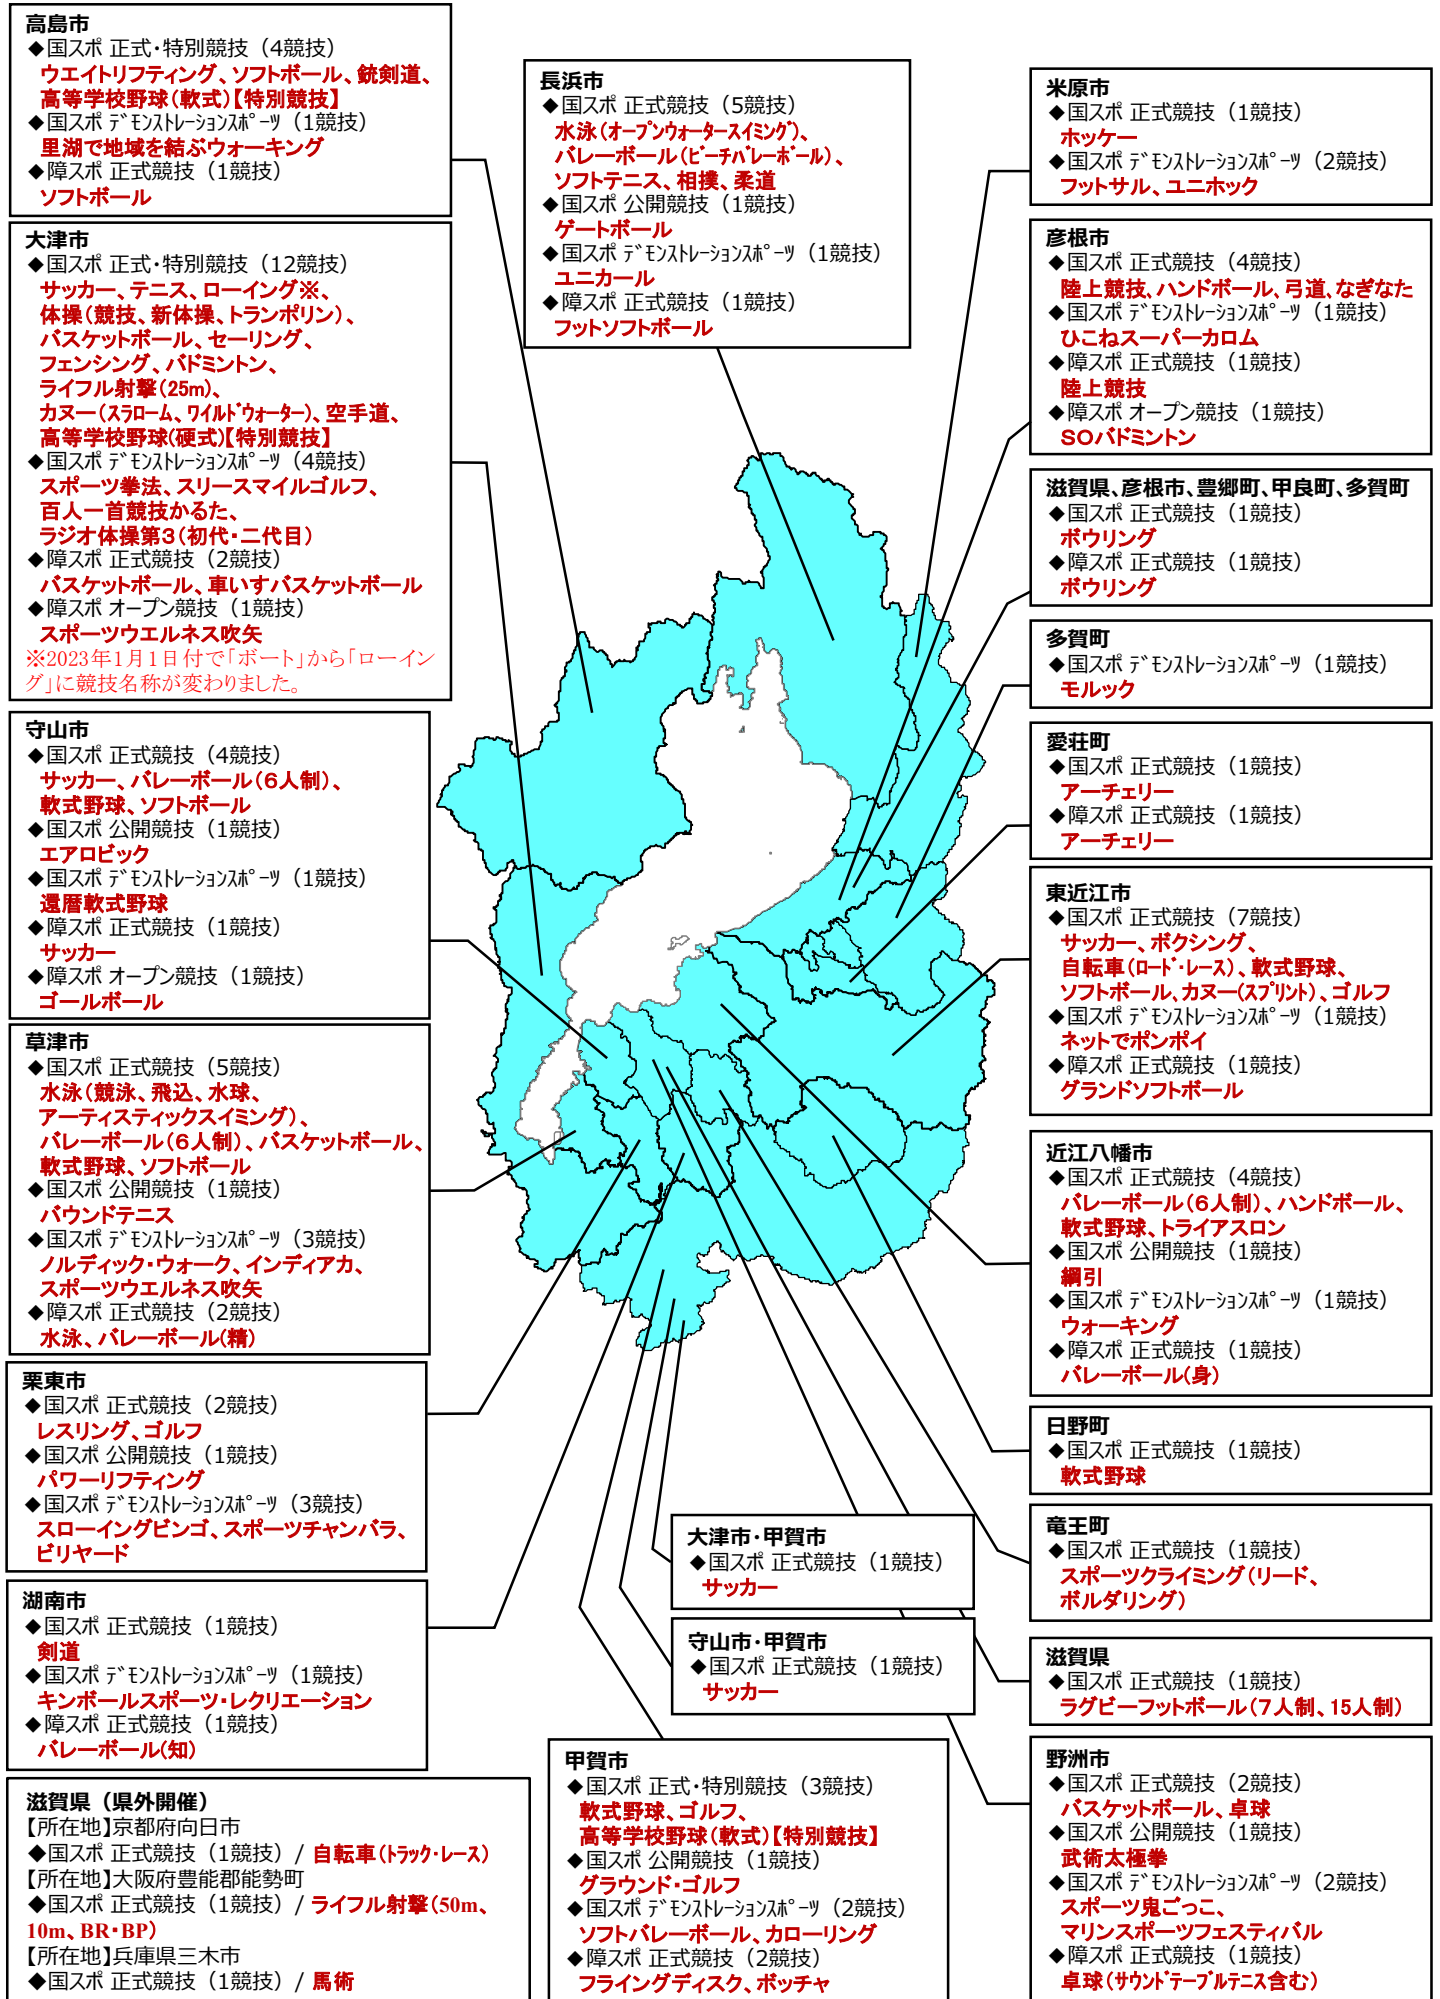 高島市
◆国スポ 正式・特別競技（4競技）
ウエイトリフティング、ソフトボール、銃剣道、
高等学校野球（軟式）【特別競技】
◆国スポ デモンストレーションスポーツ（1競技）
里湖で地域を結ぶウォーキング
◆障スポ 正式競技（1競技）
ソフトボール
大津市
◆国スポ 正式・特別競技（12競技）
サッカー、テニス、ローイング※、
体操（競技、新体操、トランポリン）、
バスケットボール、セーリング、
フェンシング、バドミントン、
ライフル射撃（25m）、
カヌー（スラローム、ワイルドウォーター）、空手道、
高等学校野球（硬式）【特別競技】
◆国スポ デモンストレーションスポーツ（4競技）
スポーツ拳法、スリースマイルゴルフ、
百人一首競技かるた、
ラジオ体操第３（初代・二代目）
◆障スポ 正式競技（2競技）
バスケットボール、車いすバスケットボール
◆障スポ オープン競技（1競技）
スポーツウエルネス吹矢
※2023年1月1日付で「ボート」から「ローイン
グ」に競技名称が変わりました。
守山市
◆国スポ 正式競技（4競技）
サッカー、バレーボール（６人制）、
軟式野球、ソフトボール
◆国スポ 公開競技（1競技）
エアロビック
◆国スポ デモンストレーションスポーツ（1競技）
還暦軟式野球
◆障スポ 正式競技（1競技）
サッカー
◆障スポ オープン競技（1競技）
ゴールボール
草津市
◆国スポ 正式競技（5競技）
水泳（競泳、飛込、水球、
アーティスティックスイミング）、
バレーボール（６人制）、バスケットボール、
軟式野球、ソフトボール
◆国スポ 公開競技（1競技）
バウンドテニス
◆国スポ デモンストレーションスポーツ（3競技）
ノルディック・ウォーク、インディアカ、
スポーツウエルネス吹矢
◆障スポ 正式競技（2競技）
水泳、バレーボール（精）
栗東市
◆国スポ 正式競技（2競技）
レスリング、ゴルフ
◆国スポ 公開競技（1競技）
パワーリフティング
◆国スポ デモンストレーションスポーツ（3競技）
スローイングビンゴ、スポーツチャンバラ、
ビリヤード
湖南市
◆国スポ 正式競技（1競技）
剣道
◆国スポ デモンストレーションスポーツ（1競技）
キンボールスポーツ・レクリエーション
◆障スポ 正式競技（1競技）
バレーボール（知）
滋賀県（県外開催）
【所在地】京都府向日市
◆国スポ 正式競技（1競技）/ 自転車（トラック・レース）
【所在地】大阪府豊能郡能勢町
◆国スポ 正式競技（1競技）/ ライフル射撃（50m、
10m、BR・BP）
【所在地】兵庫県三木市
◆国スポ 正式競技（1競技）/ 馬術
長浜市
◆国スポ 正式競技（5競技）
水泳（オープンウォータースイミング）、
バレーボール（ビーチバレーボール）、
ソフトテニス、相撲、柔道
◆国スポ 公開競技（1競技）
ゲートボール
◆国スポ デモンストレーションスポーツ（1競技）
ユニカール
◆障スポ 正式競技（1競技）
フットソフトボール
大津市・甲賀市
◆国スポ 正式競技（1競技）
サッカー
守山市・甲賀市
◆国スポ 正式競技（1競技）
サッカー
甲賀市
◆国スポ 正式・特別競技（3競技）
軟式野球、ゴルフ、
高等学校野球（軟式）【特別競技】
◆国スポ 公開競技（1競技）
グラウンド・ゴルフ
◆国スポ デモンストレーションスポーツ（2競技）
ソフトバレーボール、カローリング
◆障スポ 正式競技（2競技）
フライングディスク、ボッチャ
米原市
◆国スポ 正式競技（1競技）
ホッケー
◆国スポ デモンストレーションスポーツ（2競技）
フットサル、ユニホック
彦根市
◆国スポ 正式競技（4競技）
陸上競技、ハンドボール、弓道、なぎなた
◆国スポ デモンストレーションスポーツ（1競技）
ひこねスーパーカロム
◆障スポ 正式競技（1競技）
陸上競技
◆障スポ オープン競技（1競技）
ＳＯバドミントン
滋賀県、彦根市、豊郷町、甲良町、多賀町
◆国スポ 正式競技（1競技）
ボウリング
◆障スポ 正式競技（1競技）
ボウリング
多賀町
◆国スポ デモンストレーションスポーツ（1競技）
モルック
愛荘町
◆国スポ 正式競技（1競技）
アーチェリー
◆障スポ 正式競技（1競技）
アーチェリー
東近江市
◆国スポ 正式競技（7競技）
サッカー、ボクシング、
自転車（ロード・レース）、軟式野球、
ソフトボール、カヌー（スプリント）、ゴルフ
◆国スポ デモンストレーションスポーツ（1競技）
ネットでポンポイ
◆障スポ 正式競技（1競技）
グランドソフトボール
近江八幡市
◆国スポ 正式競技（4競技）
バレーボール（６人制）、ハンドボール、
軟式野球、トライアスロン
◆国スポ 公開競技（1競技）
綱引
◆国スポ デモンストレーションスポーツ（1競技）
ウォーキング
◆障スポ 正式競技（1競技）
バレーボール（身）
日野町
◆国スポ 正式競技（1競技）
軟式野球
竜王町
◆国スポ 正式競技（1競技）
スポーツクライミング（リード、
ボルダリング）
滋賀県
◆国スポ 正式競技（1競技）
ラグビーフットボール（７人制、15人制）
野洲市
◆国スポ 正式競技（2競技）
バスケットボール、卓球
◆国スポ 公開競技（1競技）
武術太極拳
◆国スポ デモンストレーションスポーツ（2競技）
スポーツ鬼ごっこ、
マリンスポーツフェスティバル
◆障スポ 正式競技（1競技）
卓球（サウンドテーブルテニス含む）